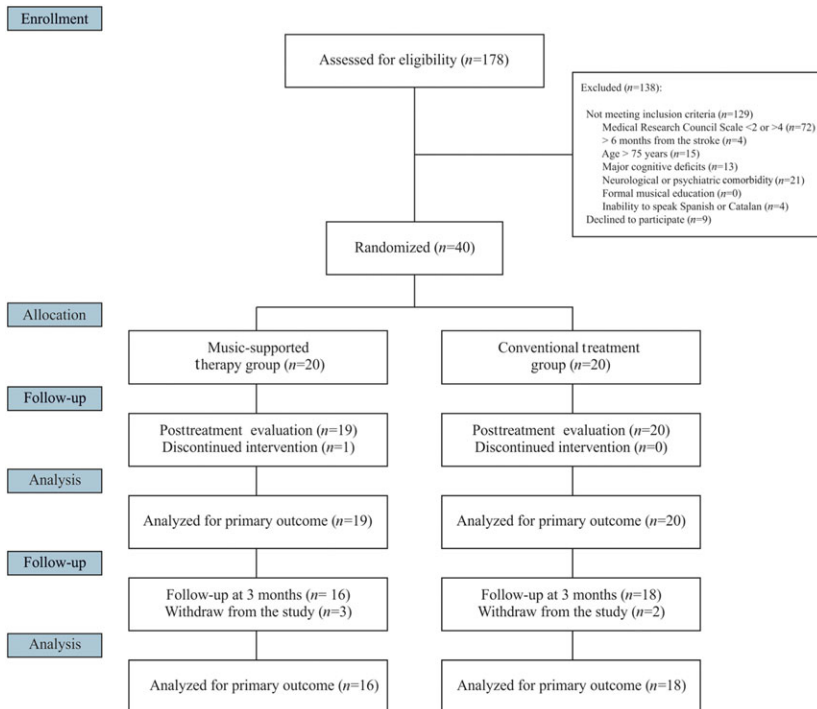 Enrollment
Assessed for eligibility (n=178)
Excluded (n=138):
Not meeting inclusion criteria (n=129)
Medical Research Council Scale <2 or >4 (n=72)
> 6 months from the stroke (n=4)
Age > 75 years (n=15)
Major cognitive deficits (n=13)
Neurological or psychiatric comorbidity (n=21)
Formal musical education (n=0)
Inability to speak Spanish or Catalan (n=4)
Declined to participate (n=9)
Randomized (n=40)
Allocation
Music-supported
therapy group (n=20)
Conventional treatment
group (n=20)
Follow-up
Posttreatment evaluation (n=19)
Discontinued intervention (n=1)
Posttreatment evaluation (n=20)
Discontinued intervention (n=0)
Analysis
Analyzed for primary outcome (n=19)
Analyzed for primary outcome (n=20)
Follow-up
Follow-up at 3 months (n= 16)
Withdraw from the study (n=3)
Follow-up at 3 months (n=18)
Withdraw from the study (n=2)
Analysis
Analyzed for primary outcome (n=16)
Analyzed for primary outcome (n=18)